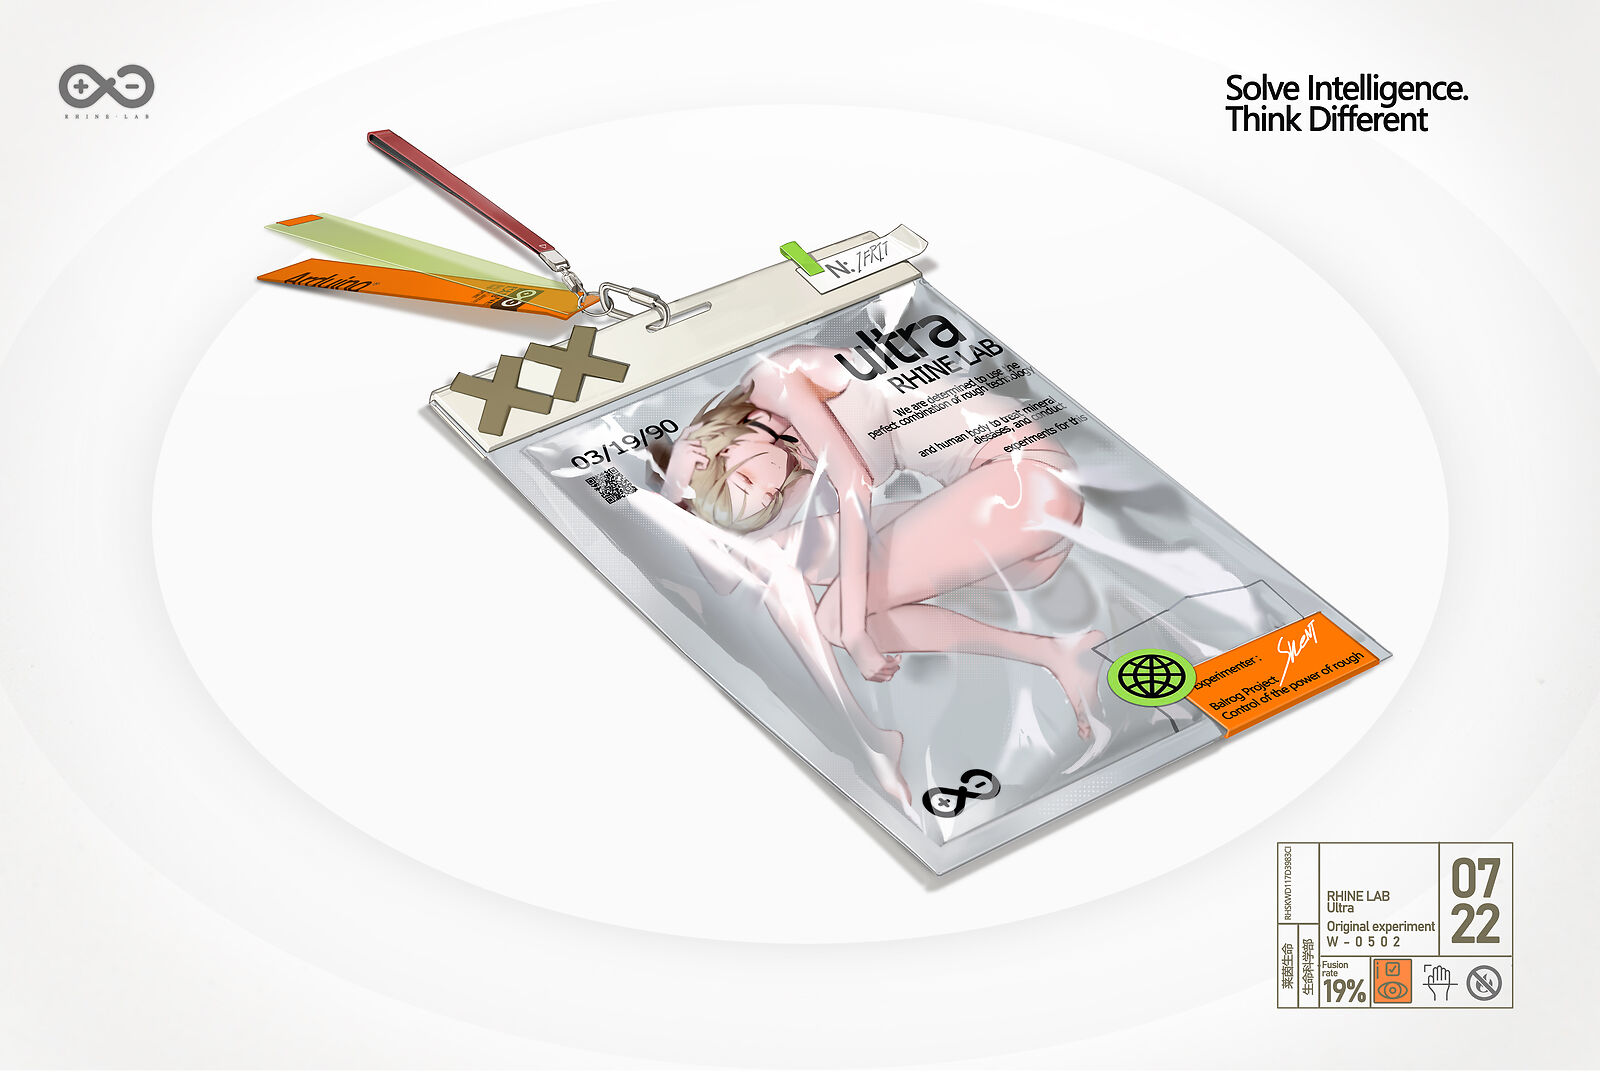 RHINE · LAB
Solve Intelligence.
Think Different
Arduino
N: IFRIT
ultra
RHINE LAB
We are determined to use the
perfect combination of rough technology
and human body to treat mineral
diseases, and conduct
experiments for this
03/19/90
Experimenter: Silent
Balrog Project
Control of the power of rough
RHSKWD117D3983CI
RHINE LAB
Ultra
Original experiment
W-0502
07
22
莱茵生命
生命科学部
Fusion
rate
19%